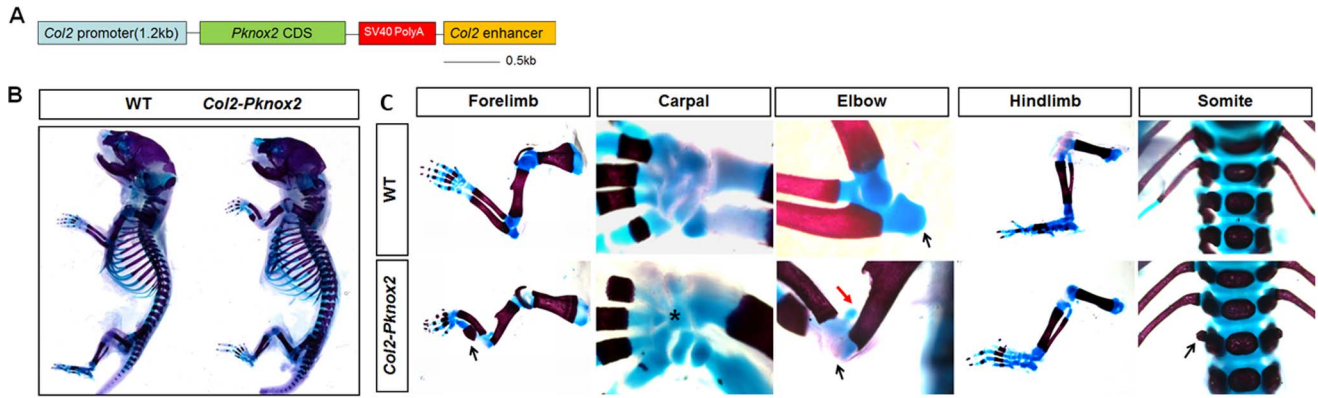 A
Col2 promoter(1.2kb)
Pknox2 CDS
SV40 PolyA
Col2 enhancer
0.5kb
B
WT
Col2-Pknox2
C
Forelimb
Carpal
Elbow
Hindlimb
Somite
WT
Col2-Pknox2
*